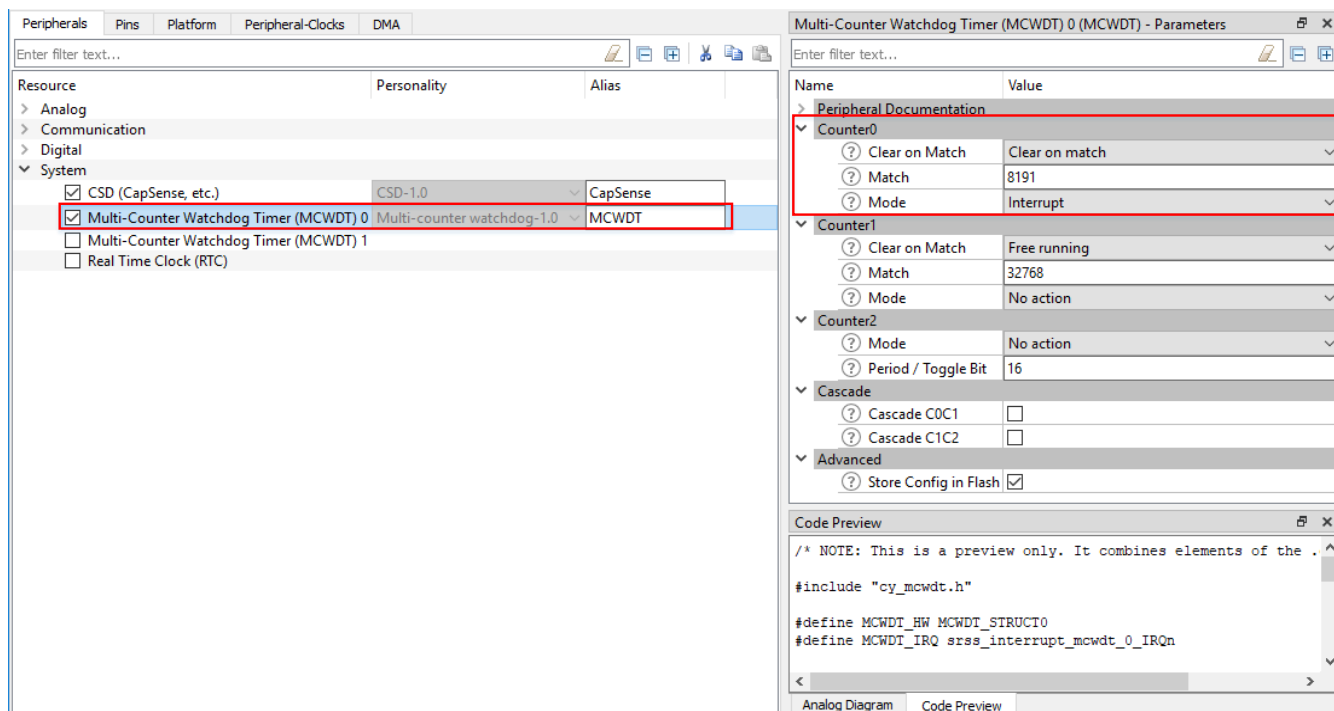 Peripherals Pins Platform Peripheral-Clocks DMA
Enter filter text...
Resource Personality Alias
Analog
Communication
Digital
System
CSD (CapSense, etc.) CSD-1.0 CapSense
Multi-Counter Watchdog Timer (MCWDT) 0 Multi-counter watchdog-1.0 MCWDT
Multi-Counter Watchdog Timer (MCWDT) 1
Real Time Clock (RTC)
Multi-Counter Watchdog Timer (MCWDT) 0 (MCWDT) - Parameters
Enter filter text...
Name Value
Peripheral Documentation
Counter0
Clear on Match Clear on match
Match 8191
Mode Interrupt
Counter1
Clear on Match Free running
Match 32768
Mode No action
Counter2
Mode No action
Period / Toggle Bit 16
Cascade
Cascade C0C1
Cascade C1C2
Advanced
Store Config in Flash
Code Preview
/* NOTE: This is a preview only. It combines elements of the .
#include "cy_mcwdt.h"
#define MCWDT_HW MCWDT_STRUCT0
#define MCWDT_IRQ srss_interrupt_mcwdt_0_IRQn
Analog Diagram Code Preview